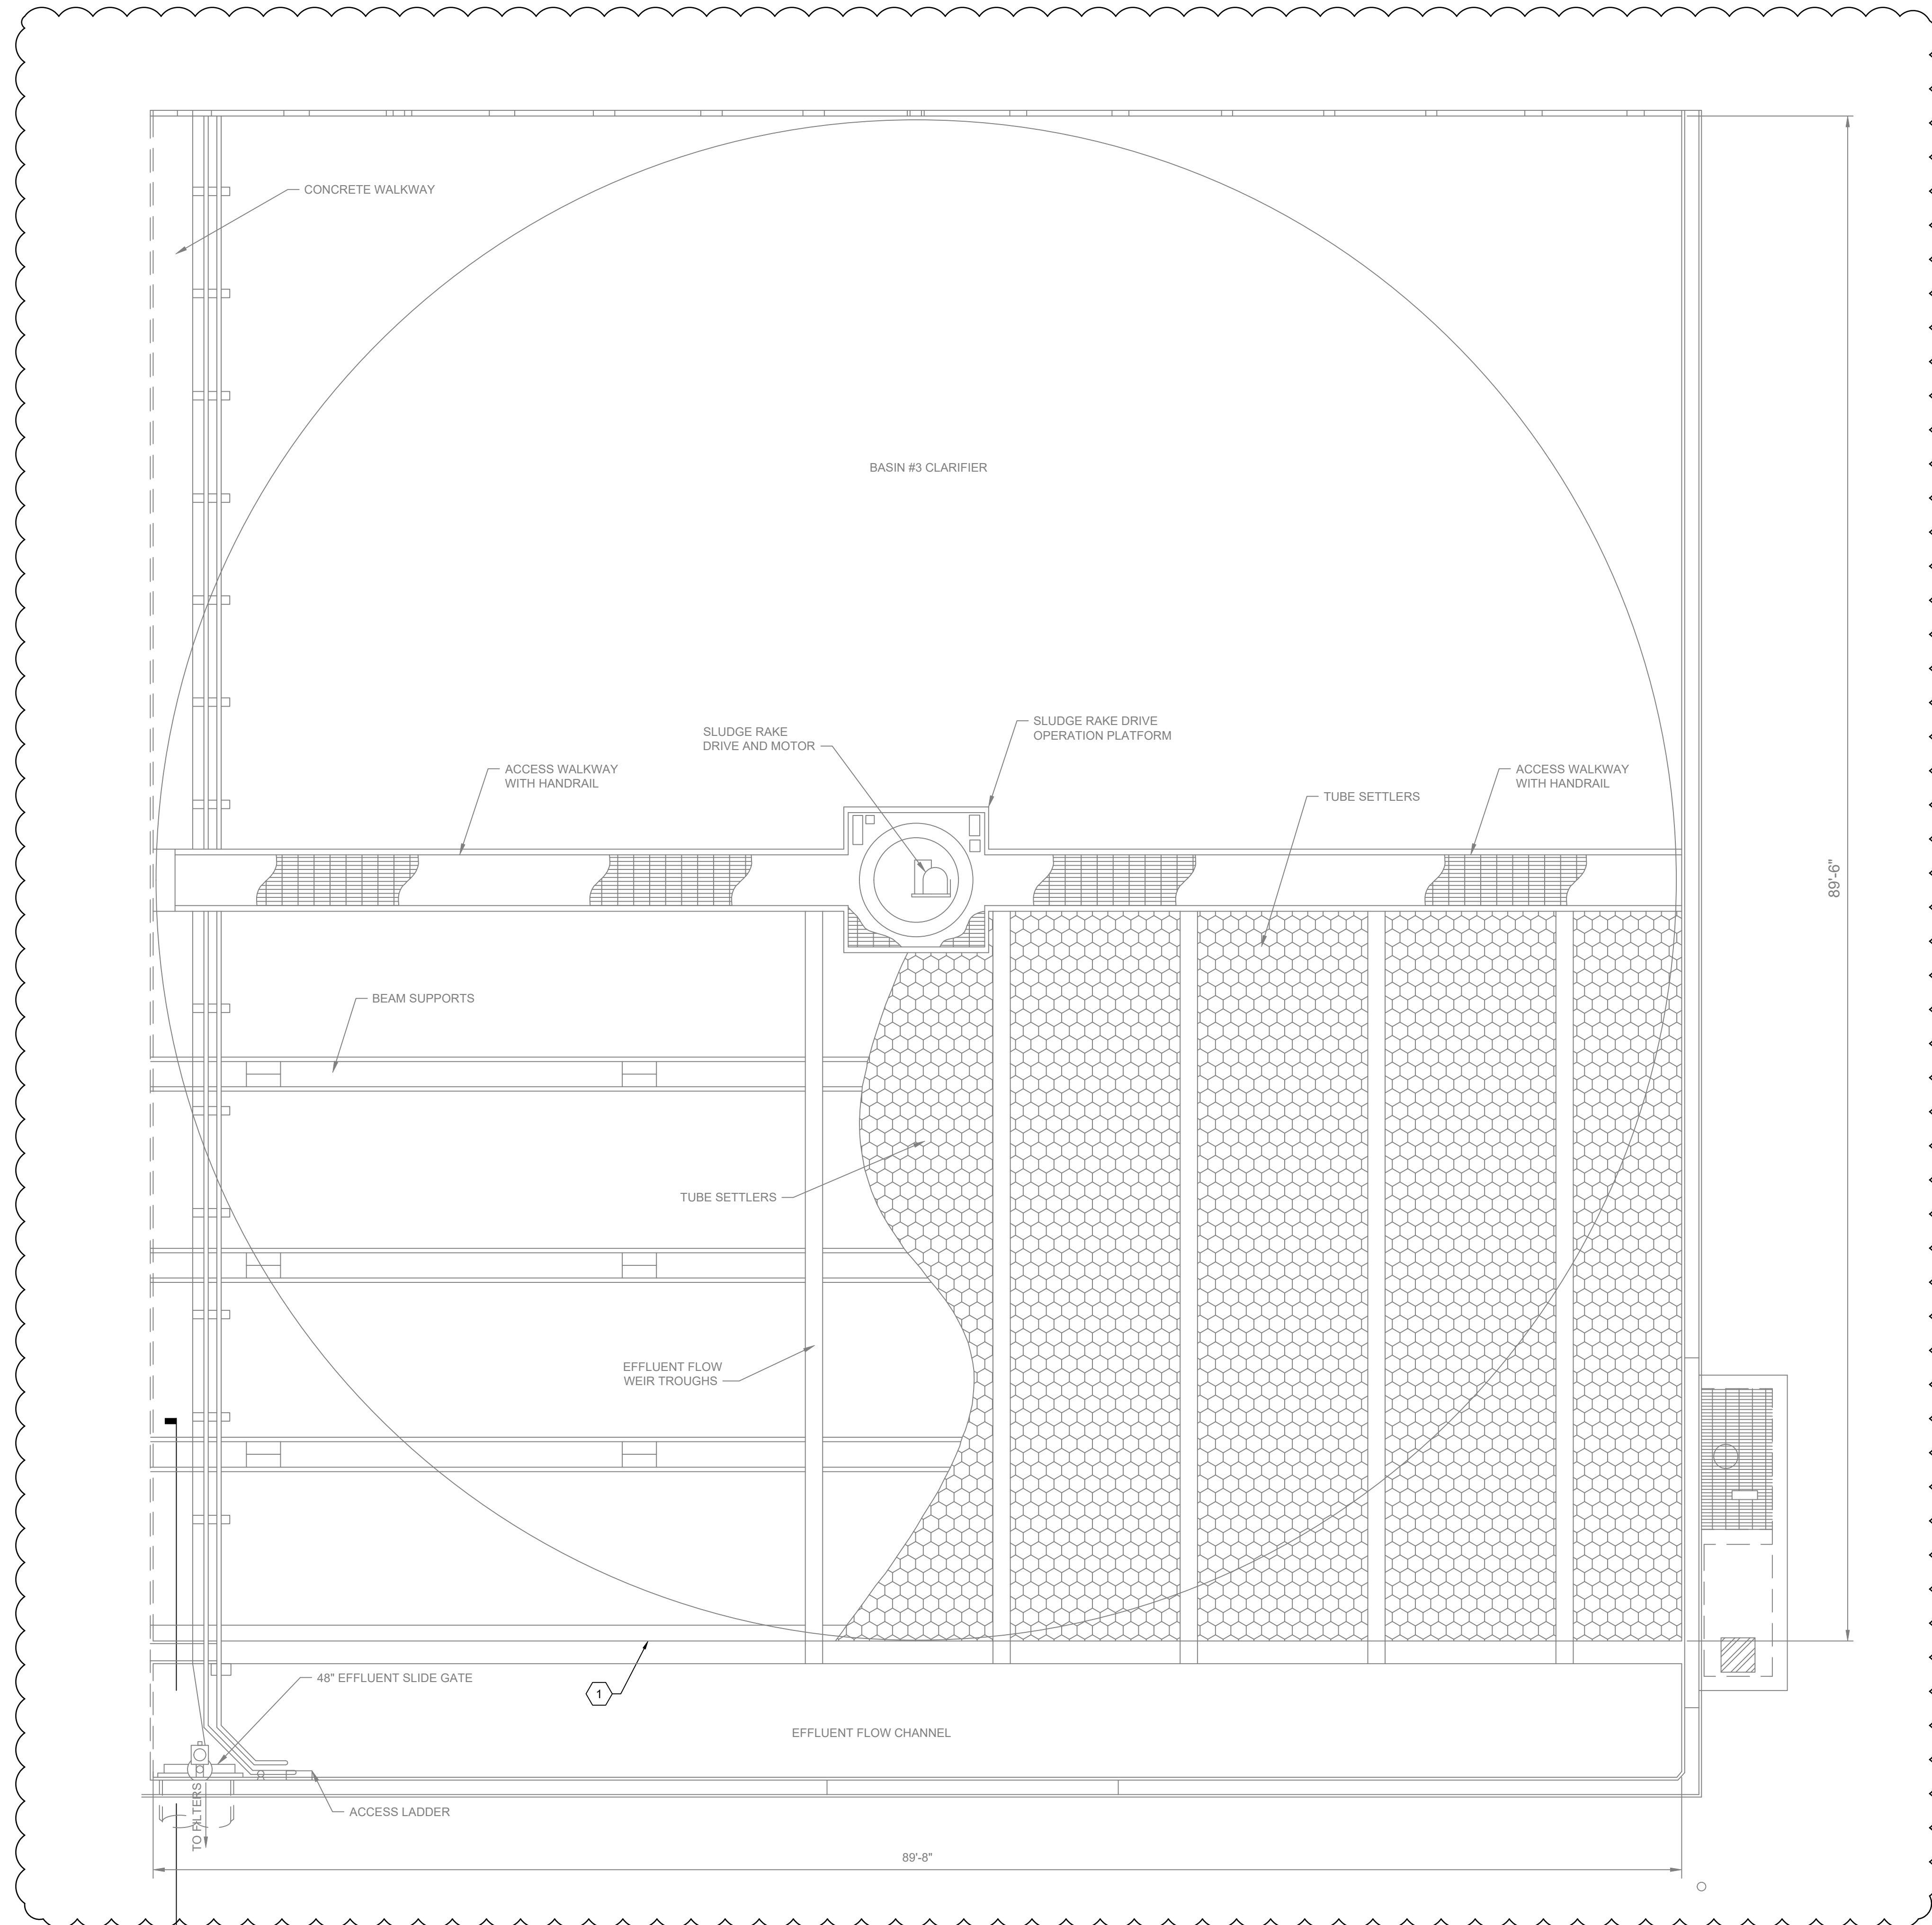 CONCRETE WALKWAY
BASIN #3 CLARIFIER
SLUDGE RAKE
DRIVE AND MOTOR
SLUDGE RAKE DRIVE
OPERATION PLATFORM
ACCESS WALKWAY
WITH HANDRAIL
ACCESS WALKWAY
WITH HANDRAIL
TUBE SETTLERS
89'-6"
BEAM SUPPORTS
TUBE SETTLERS
EFFLUENT FLOW
WEIR TROUGHS
48" EFFLUENT SLIDE GATE
1
EFFLUENT FLOW CHANNEL
TO FILTERS
ACCESS LADDER
89'-8"